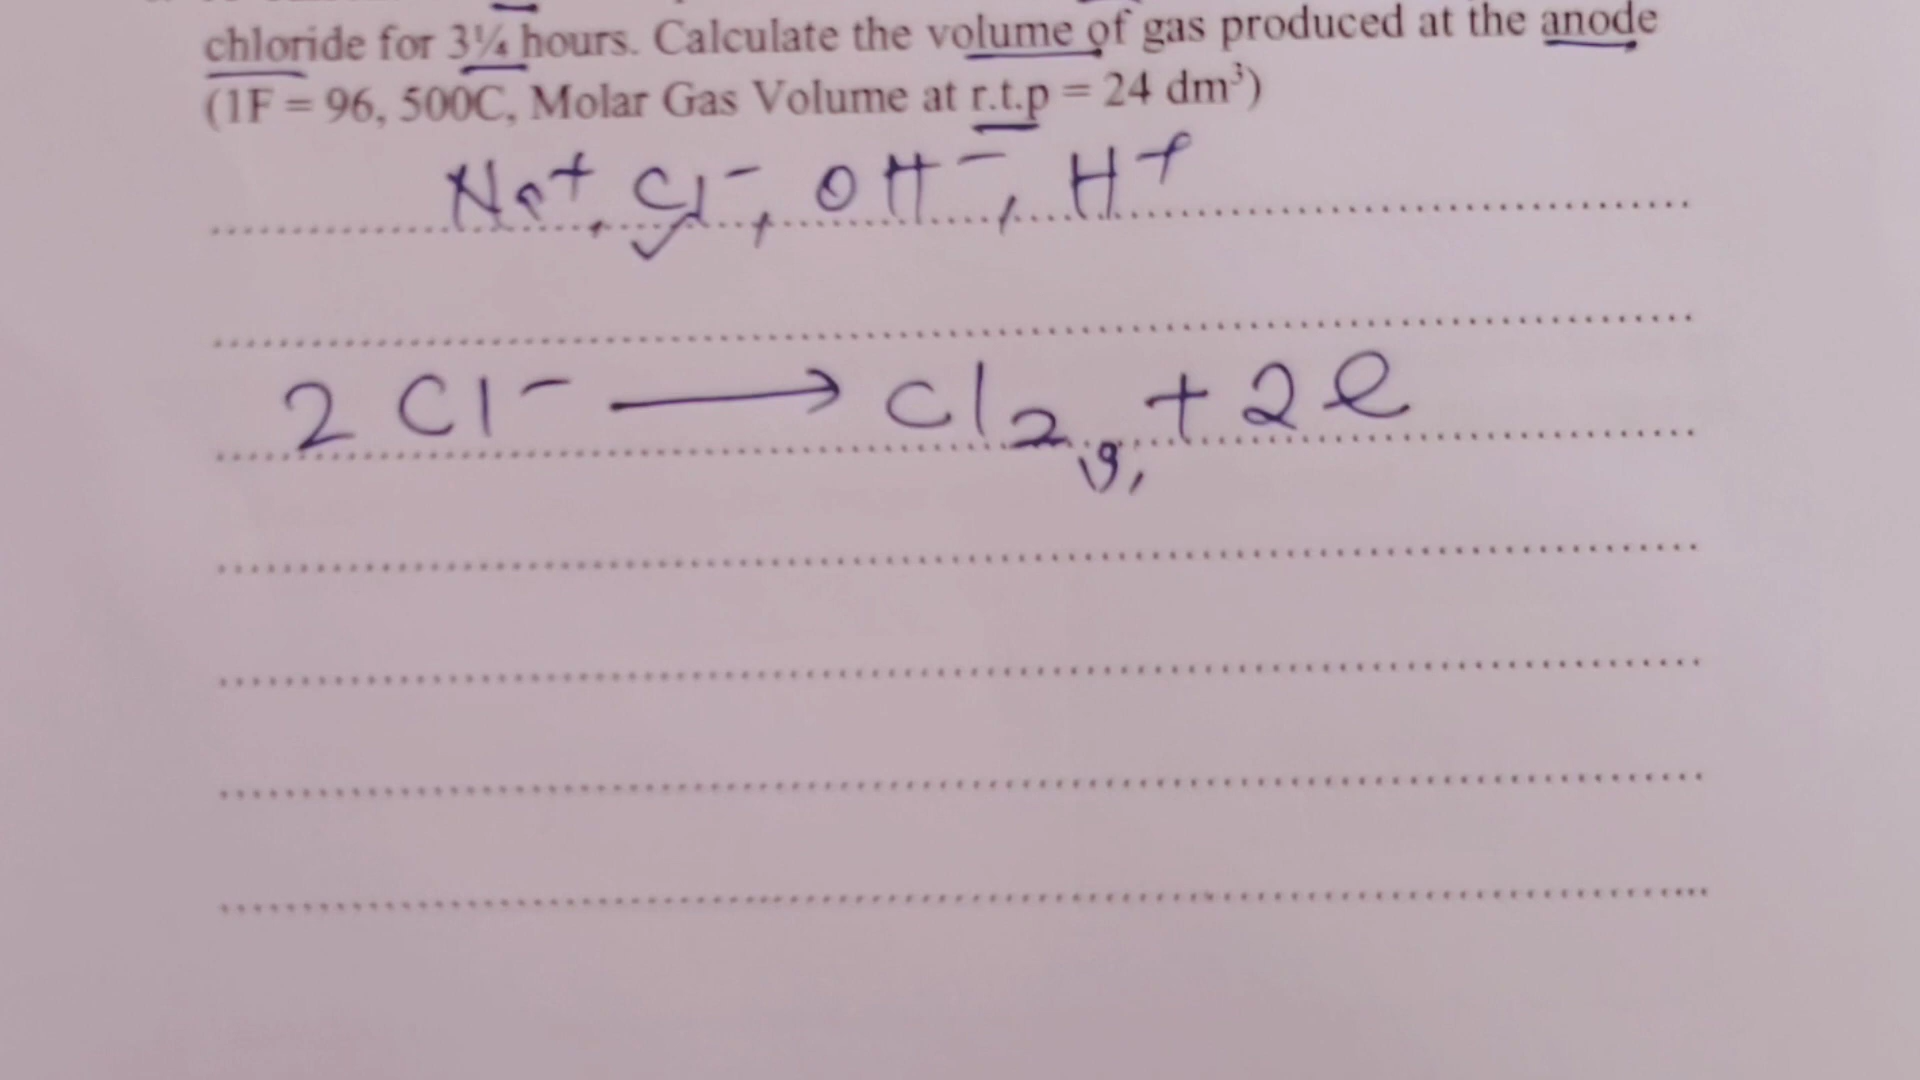 chloride for 3¼ hours. Calculate the volume of gas produced at the anode
(1F = 96, 500C, Molar Gas Volume at r.t.p = 24 dm³)
Na⁺, Cl⁻, OH⁻, H⁺
2Cl⁻ → Cl₂(g) + 2e